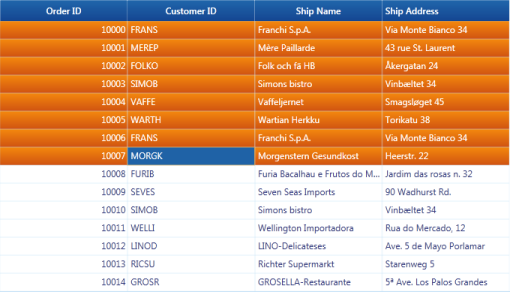 Order ID Customer ID Ship Name Ship Address
10000 FRANS Franchi S.p.A. Via Monte Bianco 34
10001 MEREP Mère Paillarde 43 rue St. Laurent
10002 FOLKO Folk och fä HB Åkergatan 24
10003 SIMOB Simons bistro Vinbæltet 34
10004 VAFFE Vaffeljernet Smagsløget 45
10005 WARTH Wartian Herkku Torikatu 38
10006 FRANS Franchi S.p.A. Via Monte Bianco 34
10007 MORGK Morgenstern Gesundkost Heerstr. 22
10008 FURIB Furia Bacalhau e Frutos do M... Jardim das rosas n. 32
10009 SEVES Seven Seas Imports 90 Wadhurst Rd.
10010 SIMOB Simons bistro Vinbæltet 34
10011 WELLI Wellington Importadora Rua do Mercado, 12
10012 LINOD LINO-Delicateses Ave. 5 de Mayo Porlamar
10013 RICSU Richter Supermarkt Starenweg 5
10014 GROSR GROSELLA-Restaurante 5ª Ave. Los Palos Grandes